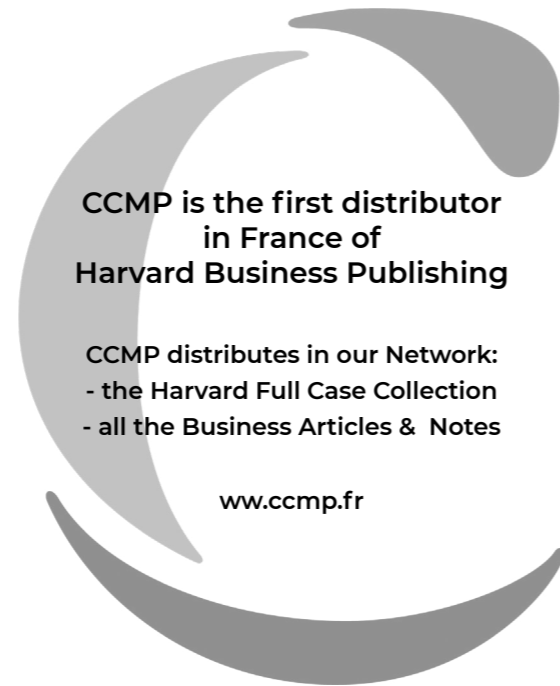 CCMP is the first distributor
in France of
Harvard Business Publishing
CCMP distributes in our Network:
- the Harvard Full Case Collection
- all the Business Articles & Notes
ww.ccmp.fr